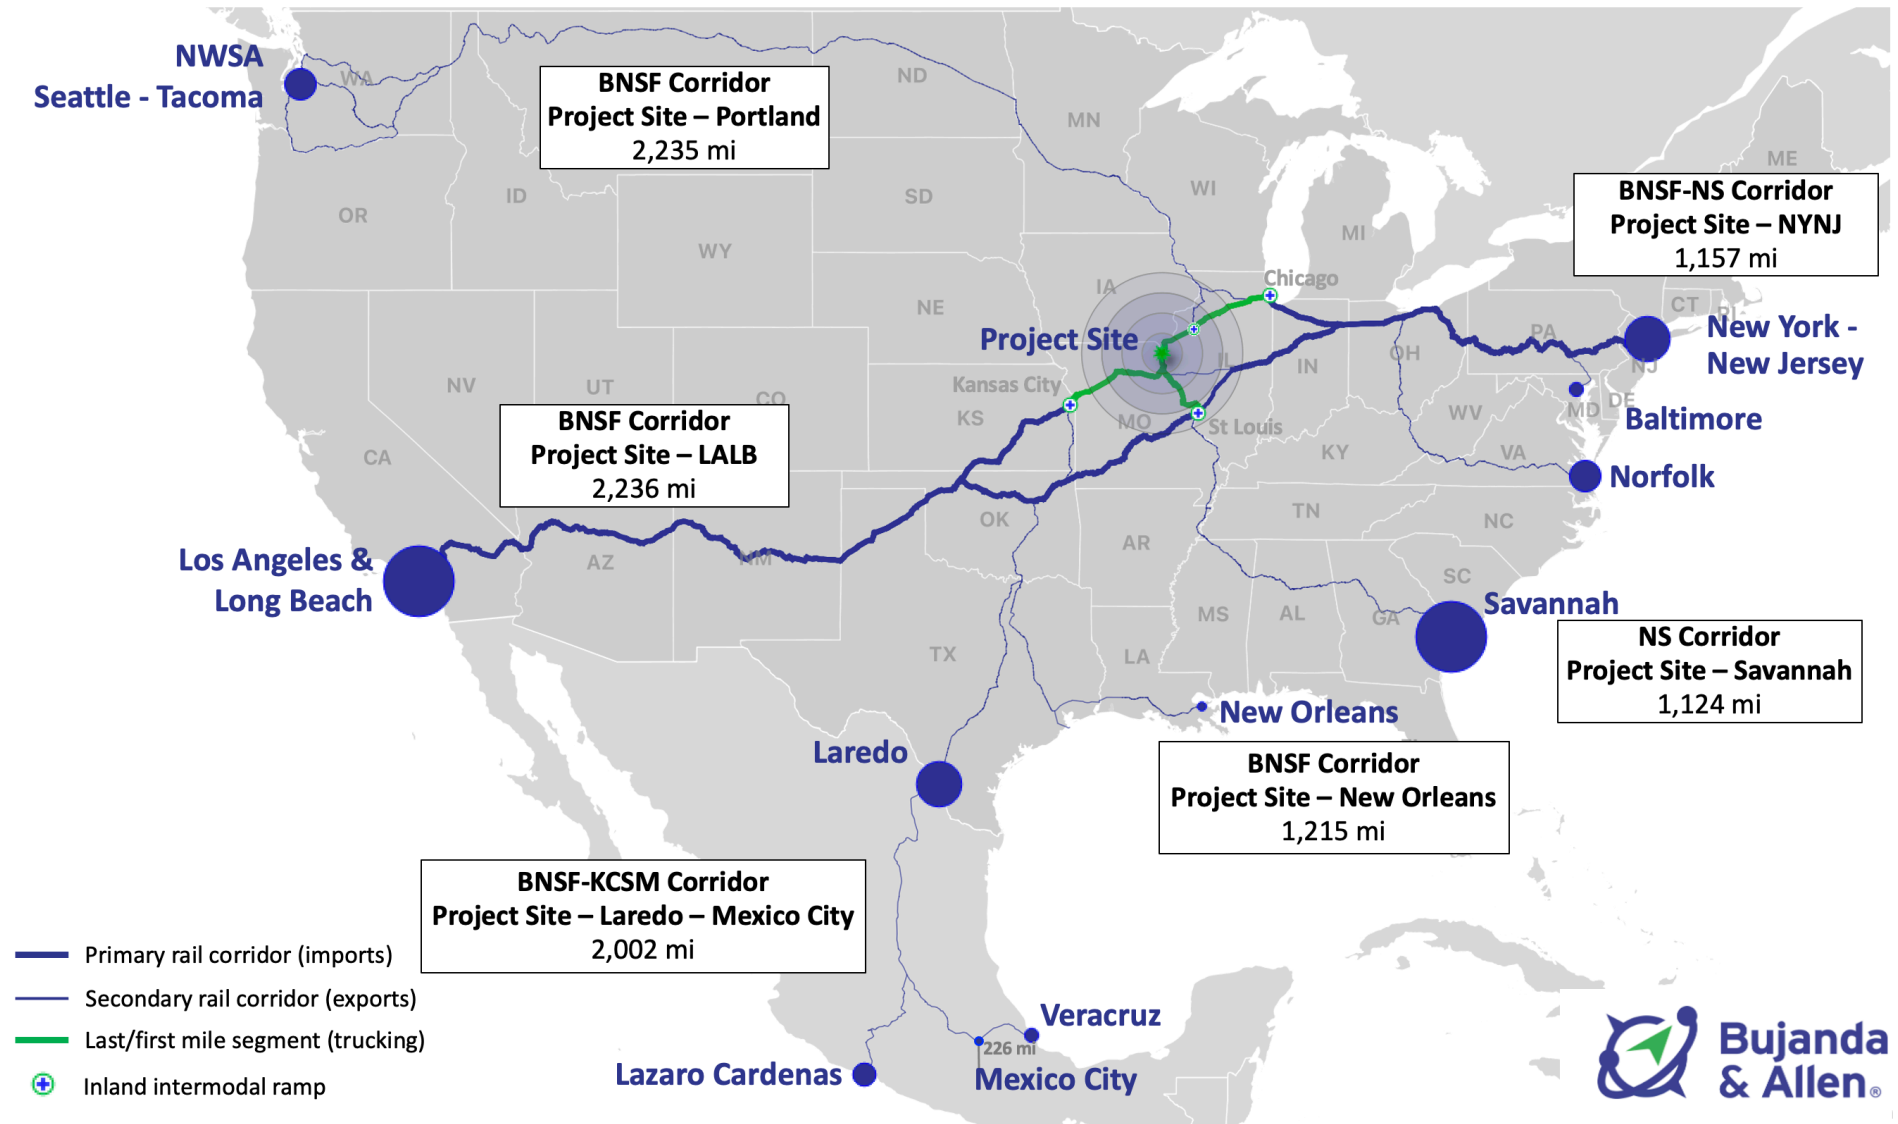 NWSA
Seattle - Tacoma
WA
ND
MN
ME
BNSF Corridor
Project Site – Portland
2,235 mi
OR
ID
SD
WI
MI
WY
BNSF-NS Corridor
Project Site – NYNJ
1,157 mi
IA
Chicago
NE
CT
RI
Project Site
IL
IN
OH
PA
NJ
New York -
New Jersey
NV
UT
CO
Kansas City
KS
MO
St Louis
WV
MD
DE
Baltimore
BNSF Corridor
Project Site – LALB
2,236 mi
CA
KY
VA
Norfolk
OK
TN
NC
Los Angeles &
Long Beach
AZ
NM
AR
SC
MS
AL
GA
Savannah
NS Corridor
Project Site – Savannah
1,124 mi
TX
LA
New Orleans
Laredo
BNSF Corridor
Project Site – New Orleans
1,215 mi
BNSF-KCSM Corridor
Project Site – Laredo – Mexico City
2,002 mi
Primary rail corridor (imports)
Secondary rail corridor (exports)
Last/first mile segment (trucking)
Inland intermodal ramp
Veracruz
226 mi
Mexico City
Lazaro Cardenas
Bujanda
& Allen®